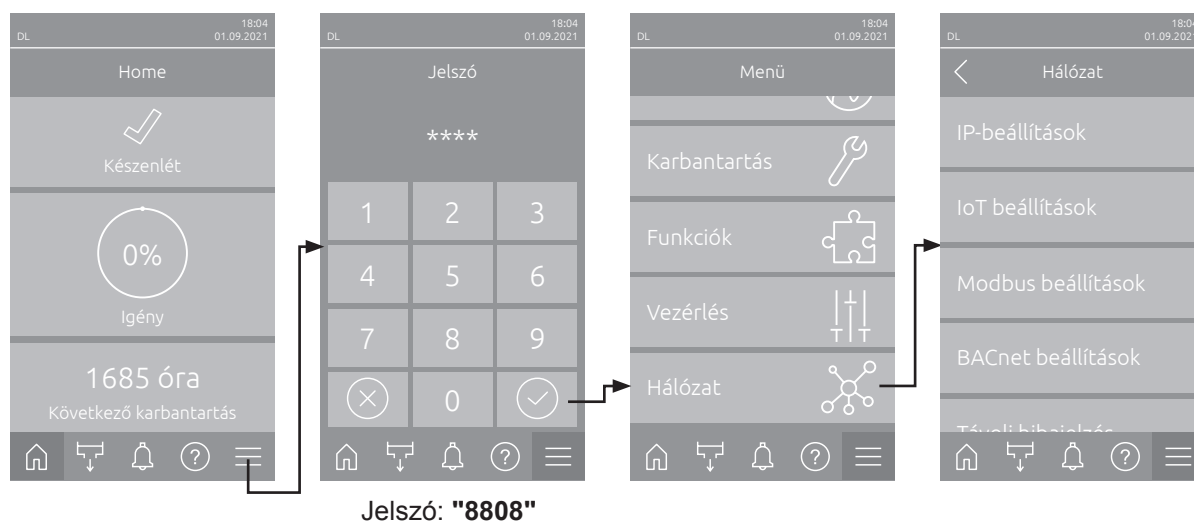 DL
18:04
01.09.2021
Home
Készenlét
0%
Igény
1685 óra
Következő karbantartás
?
DL
18:04
01.09.2021
Jelszó
****
1 2 3
4 5 6
7 8 9
0
?
Jelszó: "8808"
DL
18:04
01.09.2021
Menü
Karbantartás
Funkciók
Vezérlés
Hálózat
?
DL
18:04
01.09.2021
Hálózat
IP-beállítások
IoT beállítások
Modbus beállítások
BACnet beállítások
Távoli hibajelzés
?